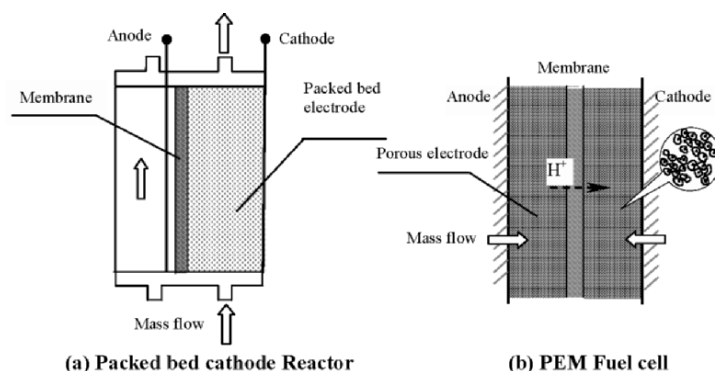 Anode
Cathode
Membrane
Packed bed
electrode
Mass flow
(a) Packed bed cathode Reactor
Membrane
Anode
Cathode
Porous electrode
H+
Mass flow
(b) PEM Fuel cell